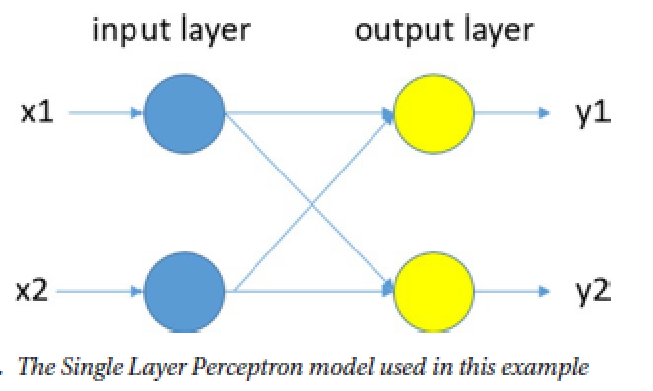 input layer output layer
x1 y1
x2 y2
. The Single Layer Perceptron model used in this example